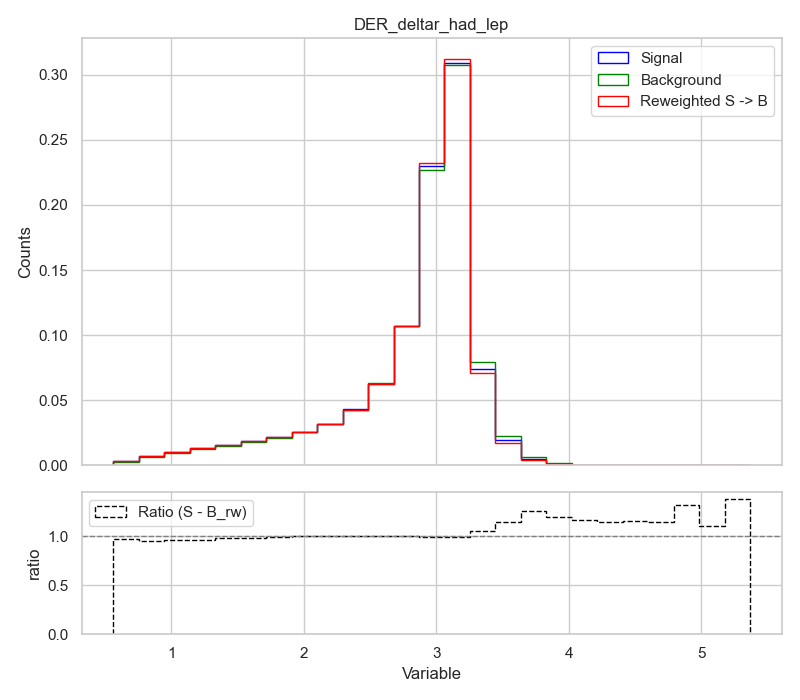 DER_deltar_had_lep
Signal
Background
Reweighted S -> B
0.30
0.25
0.20
0.15
0.10
0.05
0.00
Counts
Ratio (S - B_rw)
1.0
0.5
0.0
ratio
1 2 3 4 5
Variable